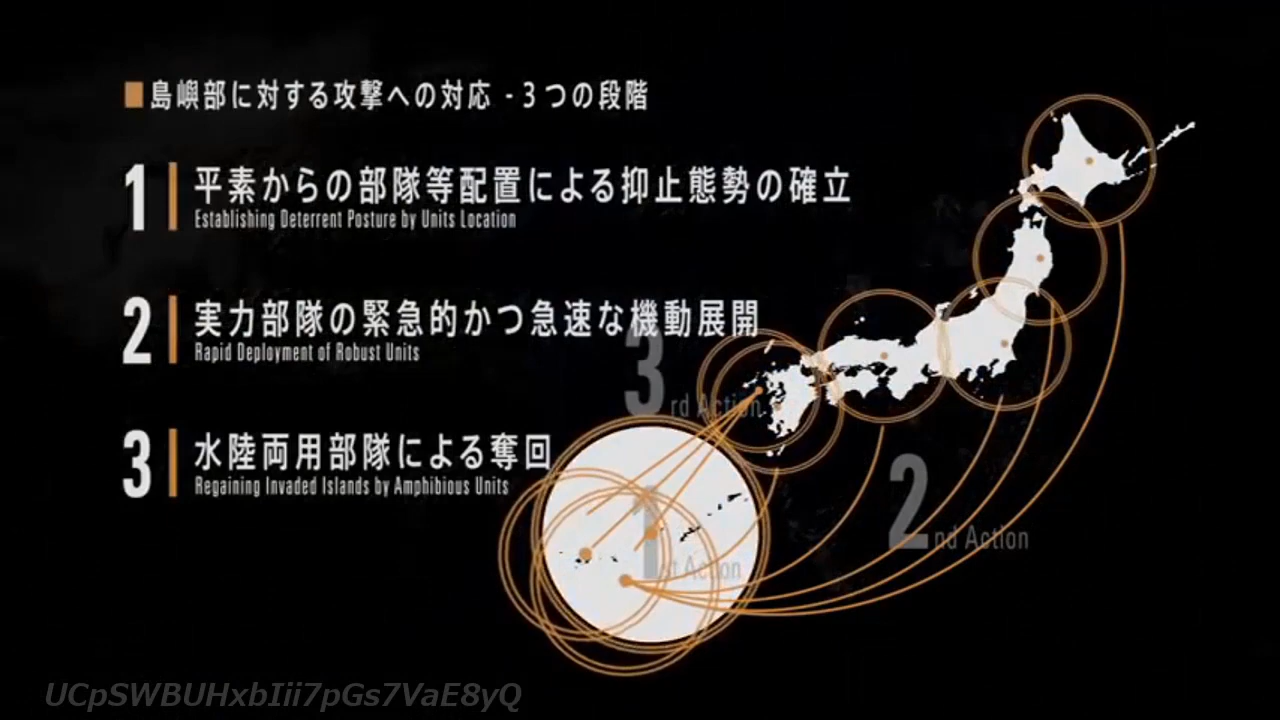 ■島嶼部に対する攻撃への対応 - 3つの段階
1 平素からの部隊等配置による抑止態勢の確立
Establishing Deterrent Posture by Units Location
2 実力部隊の緊急的かつ急速な機動展開
Rapid Deployment of Robust Units
3 水陸両用部隊による奪回
Regaining Invaded Islands by Amphibious Units
3rd Action
2nd Action
1st Action
UCpSWBUHxbIii7pGs7VaE8yQ